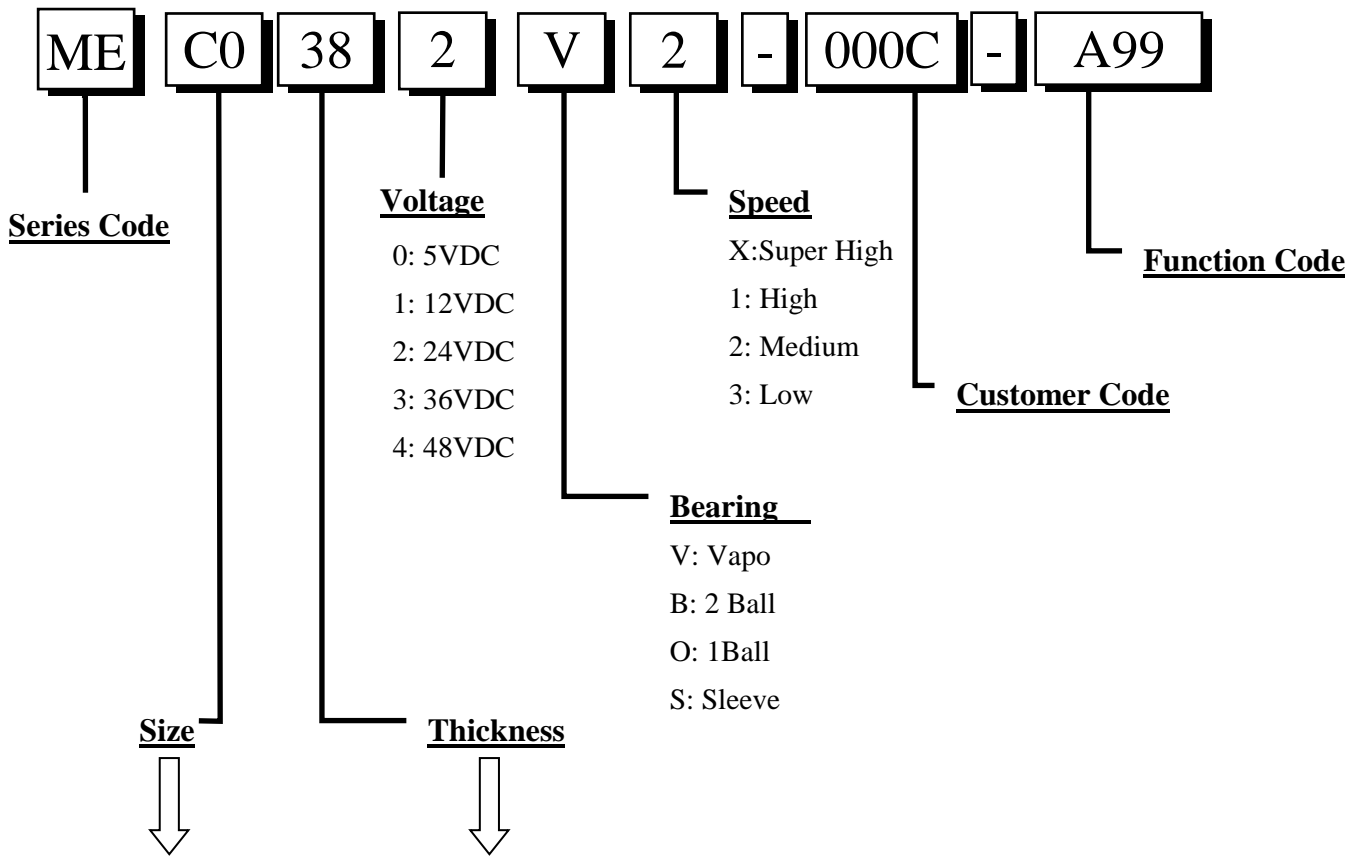 ME C0 38 2 V 2 - 000C - A99
Series Code
Voltage
0: 5VDC
1: 12VDC
2: 24VDC
3: 36VDC
4: 48VDC
Speed
X:Super High
1: High
2: Medium
3: Low
Function Code
Customer Code
Bearing
V: Vapo
B: 2 Ball
O: 1Ball
S: Sleeve
Size
Thickness